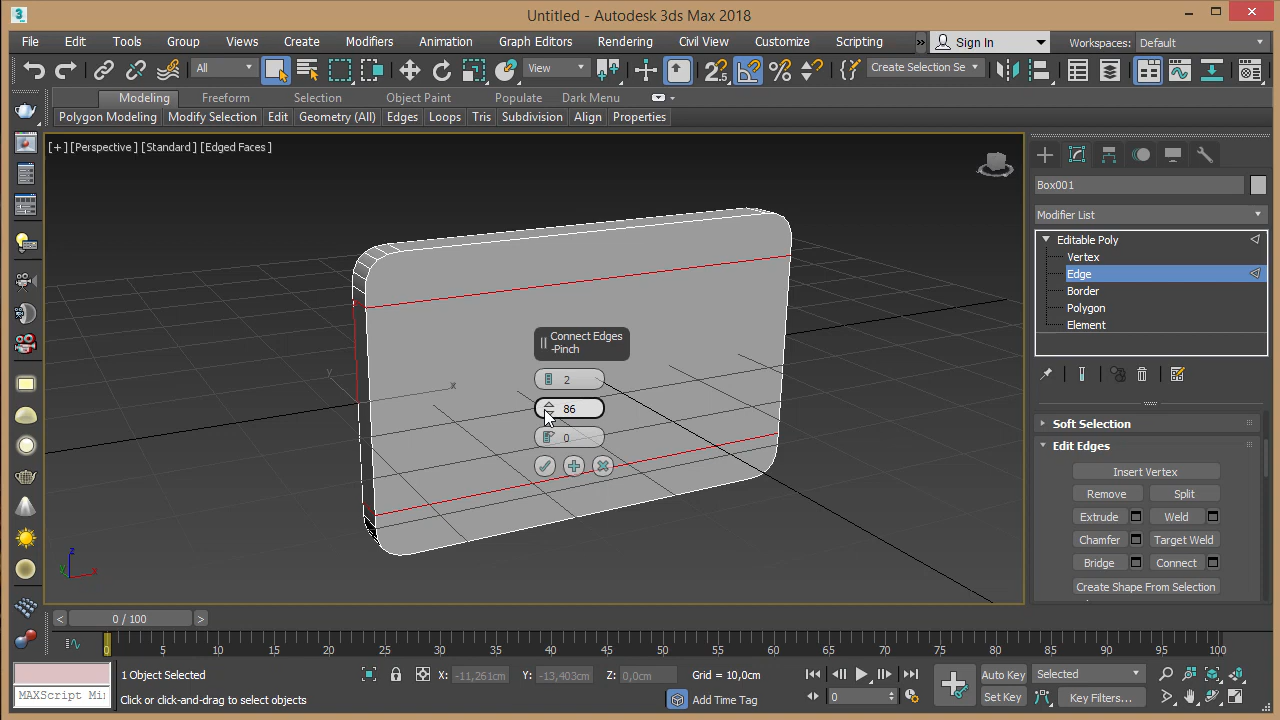 Untitled - Autodesk 3ds Max 2018
File Edit Tools Group Views Create Modifiers Animation Graph Editors Rendering Civil View Customize Scripting » Sign In Workspaces: Default
All View Create Selection Se
Modeling Freeform Selection Object Paint Populate Dark Menu
Polygon Modeling Modify Selection Edit Geometry (All) Edges Loops Tris Subdivision Align Properties
[+] [Perspective] [Standard] [Edged Faces]
Box001
Modifier List
Editable Poly
Vertex
Edge
Border
Polygon
Element
Connect Edges
-Pinch
2
86
0
x
y
z
x
y
Soft Selection
Edit Edges
Insert Vertex
Remove Split
Extrude Weld
Chamfer Target Weld
Bridge Connect
Create Shape From Selection
< 0 / 100 >
0 5 10 15 20 25 30 35 40 45 50 55 60 65 70 75 80 85 90 95 100
1 Object Selected X: -11,261cm Y: -13,403cm Z: 0,0cm Grid = 10,0cm Auto Key Selected
MAXScript Mi Click or click-and-drag to select objects Add Time Tag 0 Set Key Key Filters...